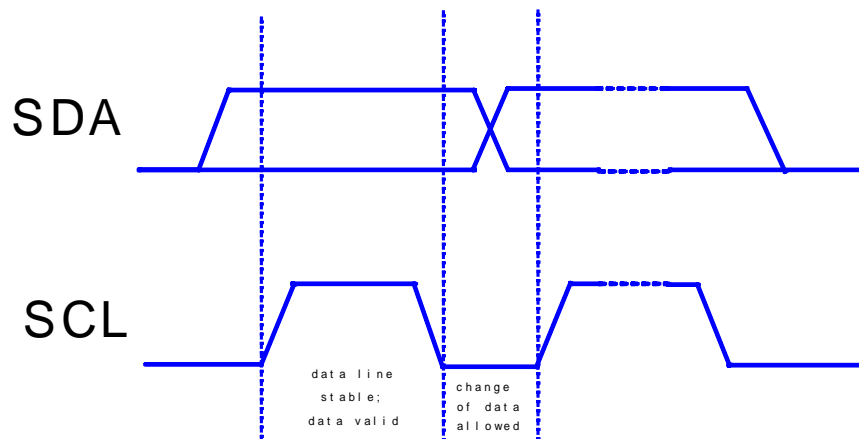 SDA
SCL
data line
stable;
data valid
change
of data
allowed